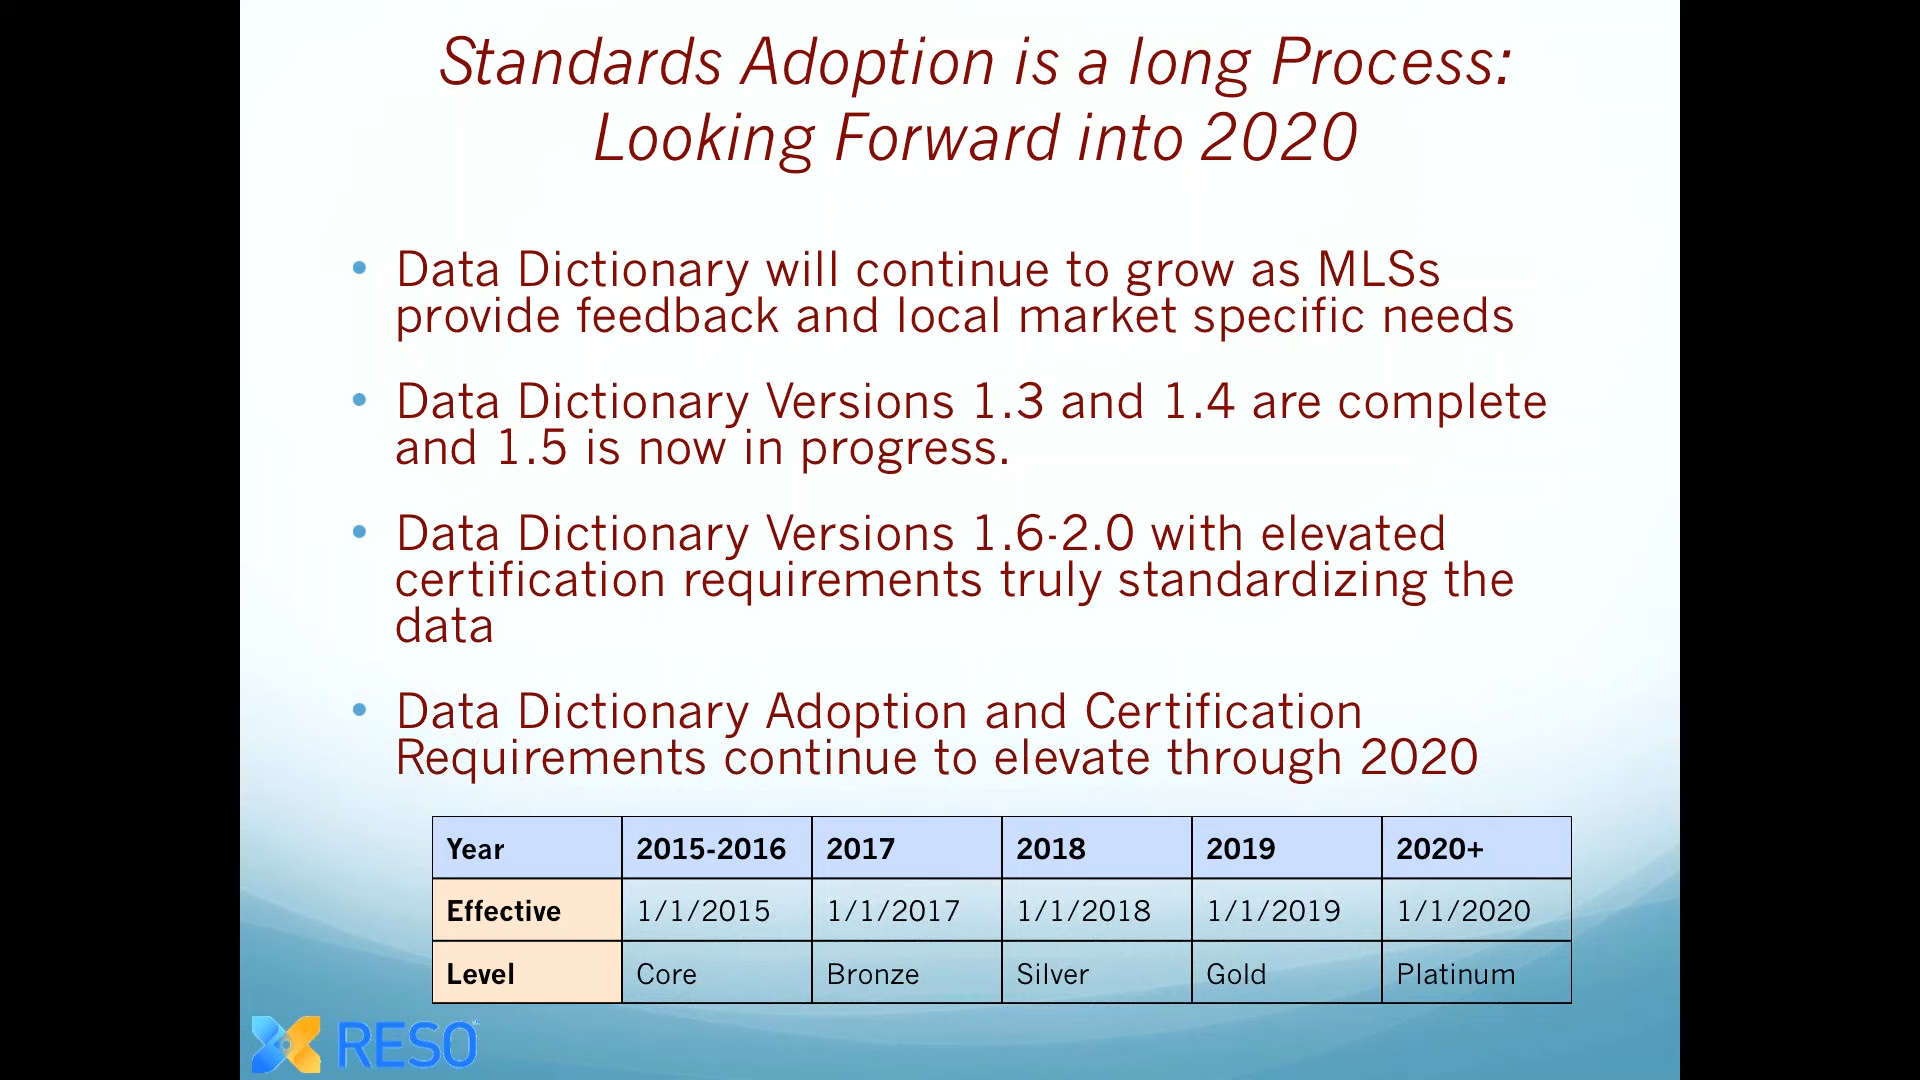 Standards Adoption is a long Process:
Looking Forward into 2020
• Data Dictionary will continue to grow as MLSs
provide feedback and local market specific needs
• Data Dictionary Versions 1.3 and 1.4 are complete
and 1.5 is now in progress.
• Data Dictionary Versions 1.6-2.0 with elevated
certification requirements truly standardizing the
data
• Data Dictionary Adoption and Certification
Requirements continue to elevate through 2020
Year 2015-2016 2017 2018 2019 2020+
Effective 1/1/2015 1/1/2017 1/1/2018 1/1/2019 1/1/2020
Level Core Bronze Silver Gold Platinum
RESO